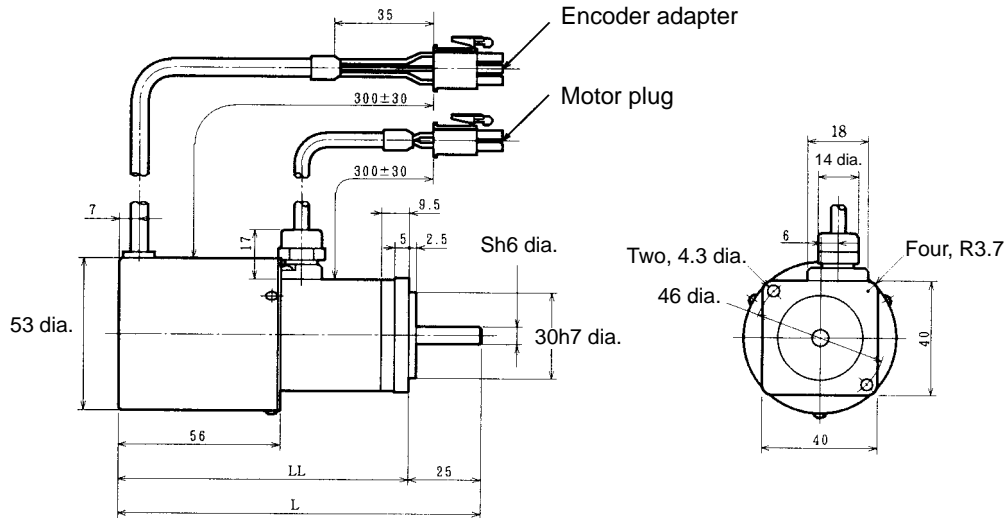 35
Encoder adapter
300±30
Motor plug
18
14 dia.
300±30
7
9.5
17
5
2.5
6
Sh6 dia.
Two, 4.3 dia.
Four, R3.7
46 dia.
53 dia.
30h7 dia.
40
56
40
LL
25
L